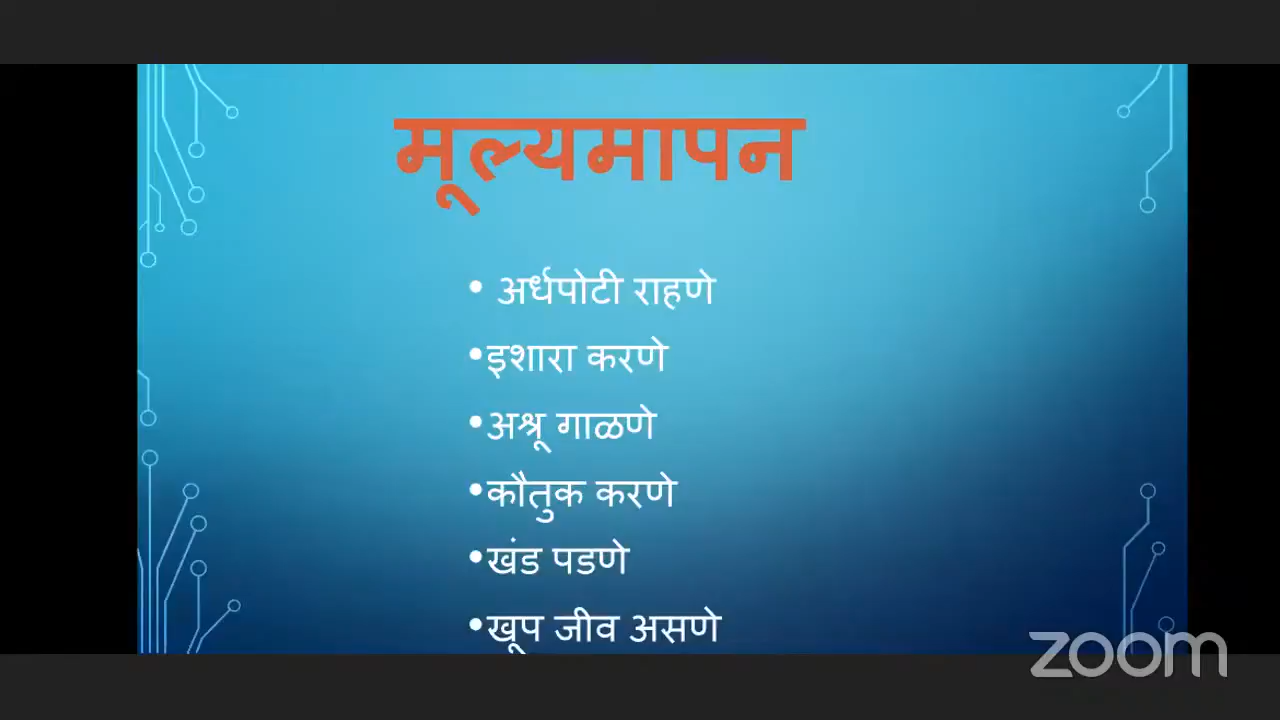 मूल्यमापन
• अर्धपोटी राहणे
•इशारा करणे
•अश्रू गाळणे
•कौतुक करणे
•खंड पडणे
•खूप जीव असणे
zoom